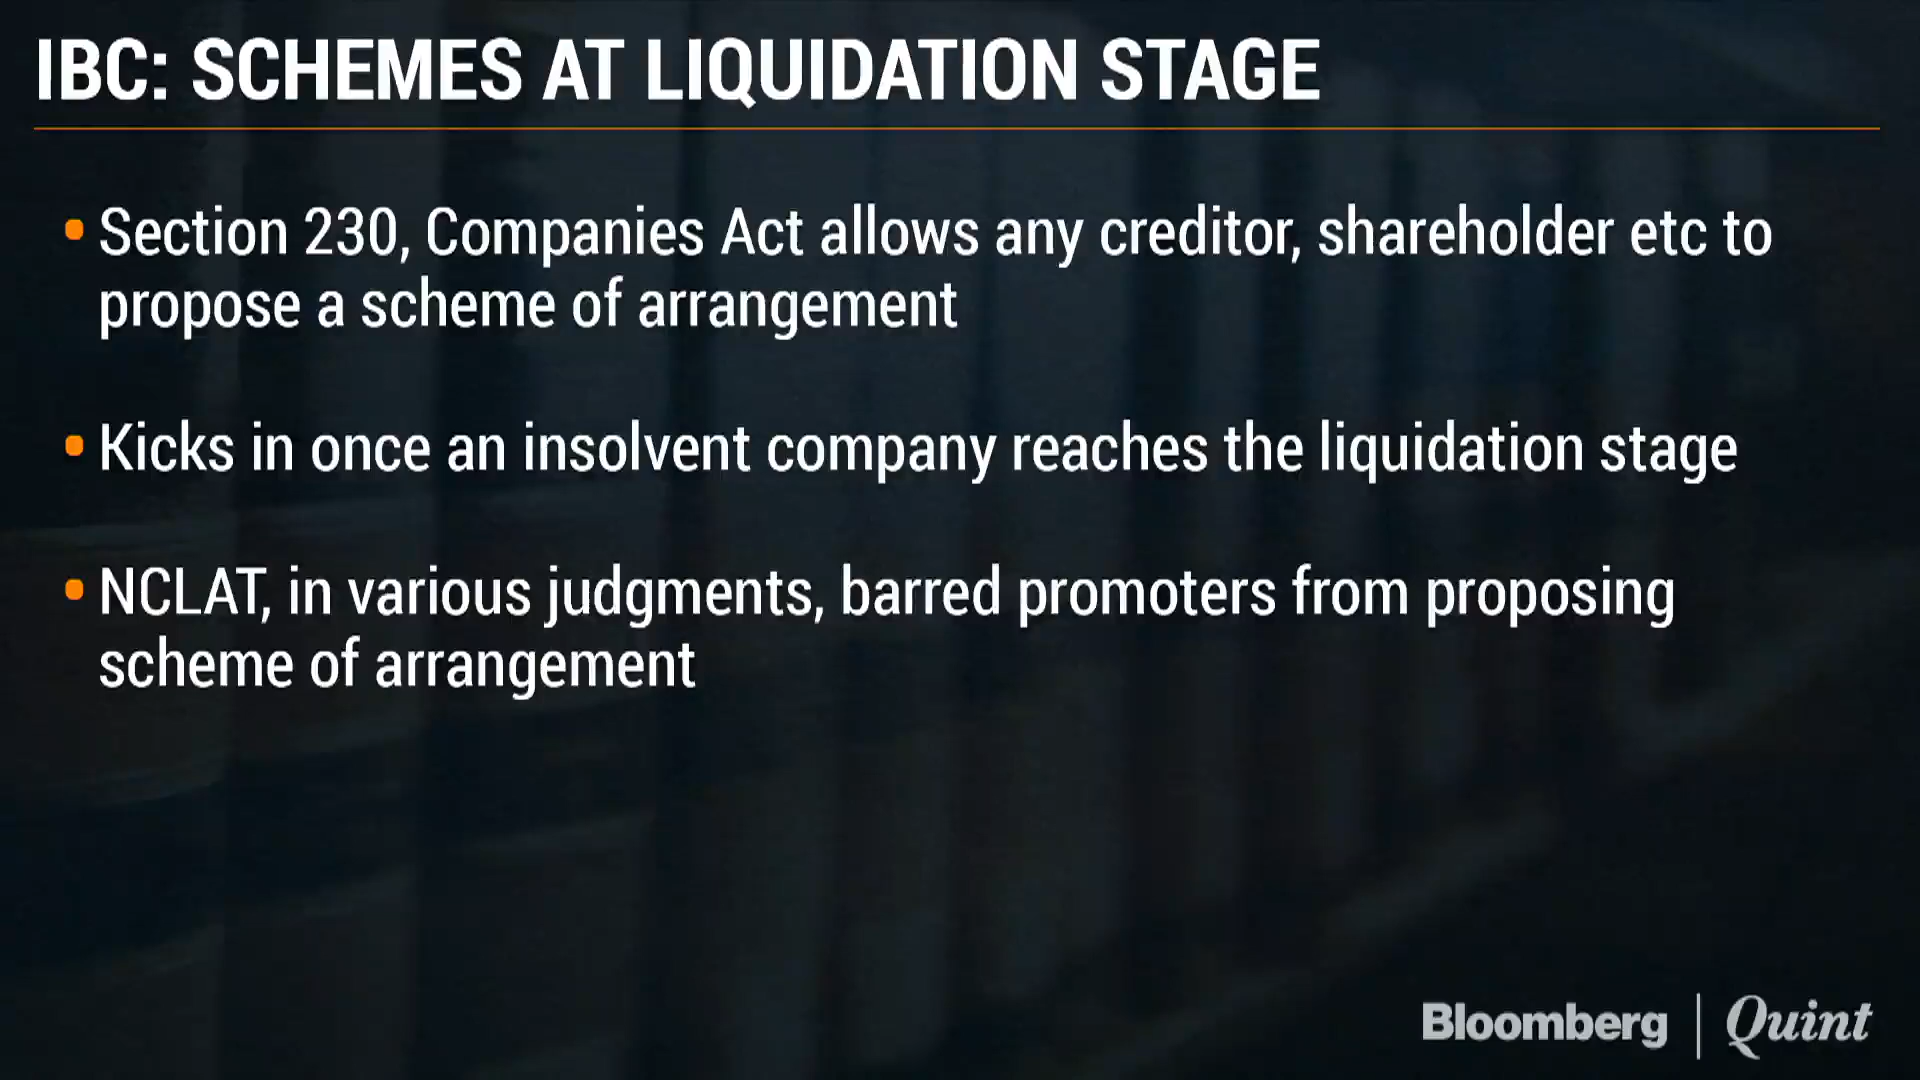 IBC: SCHEMES AT LIQUIDATION STAGE
• Section 230, Companies Act allows any creditor, shareholder etc to
propose a scheme of arrangement
• Kicks in once an insolvent company reaches the liquidation stage
• NCLAT, in various judgments, barred promoters from proposing
scheme of arrangement
Bloomberg | Quint